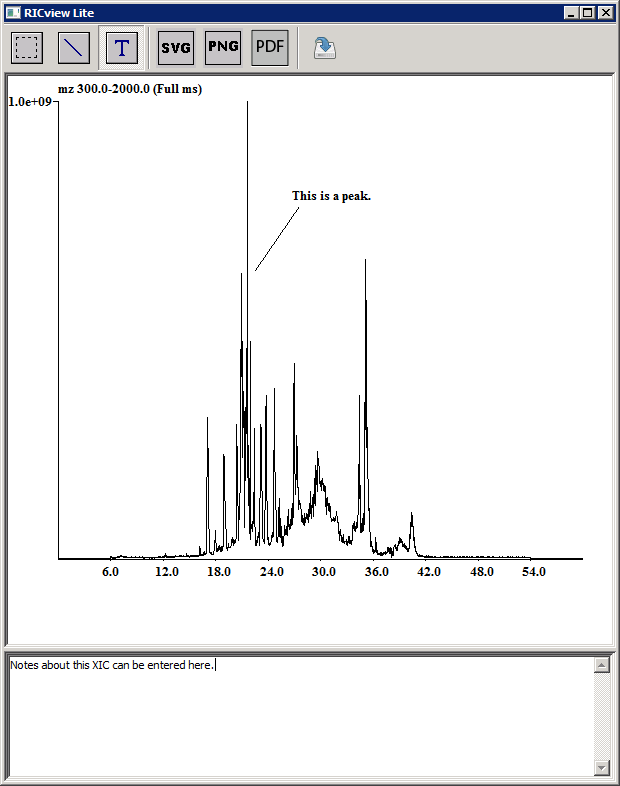 RICview Lite
T SVG PNG PDF
mz 300.0-2000.0 (Full ms)
1.0e+09
This is a peak.
6.0 12.0 18.0 24.0 30.0 36.0 42.0 48.0 54.0
Notes about this XIC can be entered here.